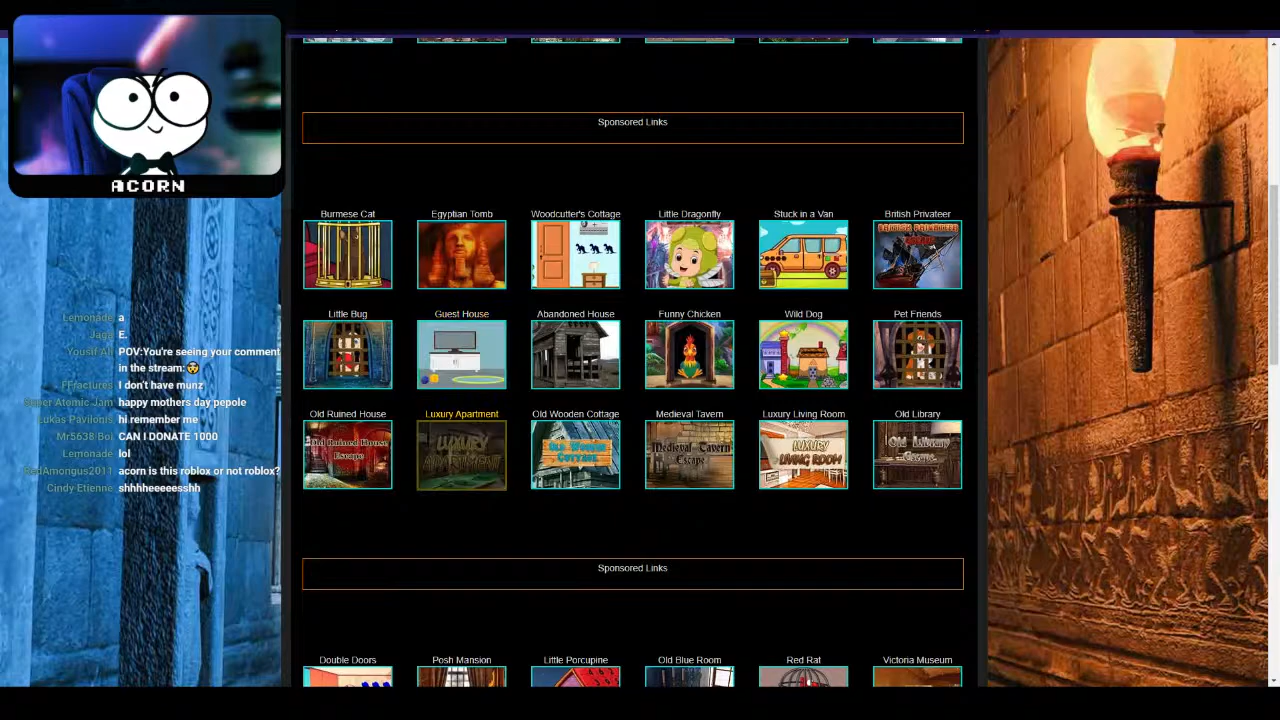 ACORN
Lemonade a
Jaga E.
Yousif Ali POV:You're seeing your comment
in the stream:🤯
FFractures I don't have munz
Super Atomic Jam happy mothers day pepole
Lukas Pavilonis hi remember me
Mr5638 Boi CAN I DONATE 1000
Lemonade lol
RedAmongus2011 acorn is this roblox or not roblox?
Cindy Etienne shhhheeeeesshh
Sponsored Links
Burmese Cat Egyptian Tomb Woodcutter's Cottage Little Dragonfly Stuck in a Van British Privateer
BRITISH PRIVATEER
ESCAPE
Little Bug Guest House Abandoned House Funny Chicken Wild Dog Pet Friends
Old Ruined House Luxury Apartment Old Wooden Cottage Medieval Tavern Luxury Living Room Old Library
Old Ruined House
Escape
LUXURY
APARTMENT
OLD WOODEN
COTTAGE
Medieval Tavern
Escape
LUXURY
LIVING ROOM
Old Library
Escape
Sponsored Links
Double Doors Posh Mansion Little Porcupine Old Blue Room Red Rat Victoria Museum